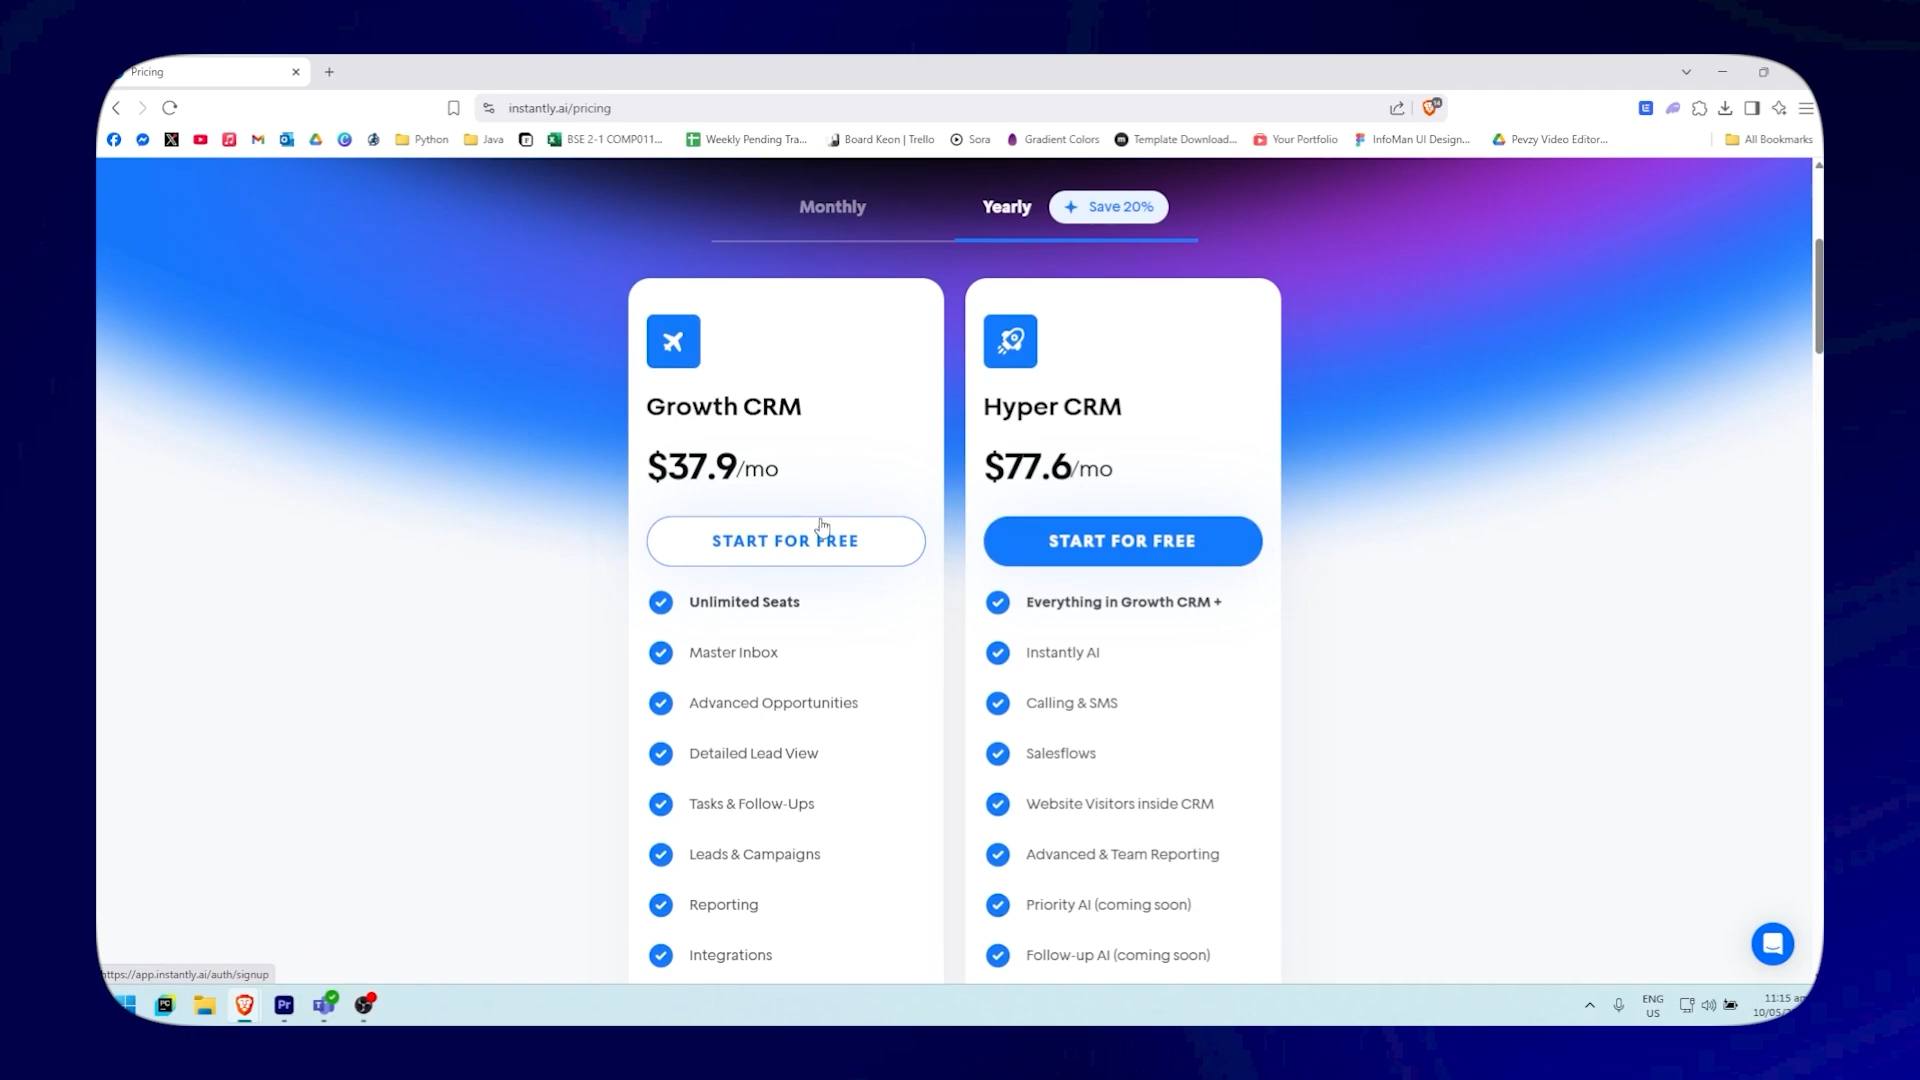 Pricing
instantly.ai/pricing
Python
Java
BSE 2-1 COMP011...
Weekly Pending Tra...
Board Keon | Trello
Sora
Gradient Colors
Template Download...
Your Portfolio
InfoMan UI Design...
Pevzy Video Editor...
All Bookmarks
Monthly
Yearly
Save 20%
Growth CRM
$37.9/mo
START FOR FREE
Unlimited Seats
Master Inbox
Advanced Opportunities
Detailed Lead View
Tasks & Follow-Ups
Leads & Campaigns
Reporting
Integrations
Hyper CRM
$77.6/mo
START FOR FREE
Everything in Growth CRM +
Instantly AI
Calling & SMS
Salesflows
Website Visitors inside CRM
Advanced & Team Reporting
Priority AI (coming soon)
Follow-up AI (coming soon)
https://app.instantly.ai/auth/signup
ENG
US
11:15 am
10/05/